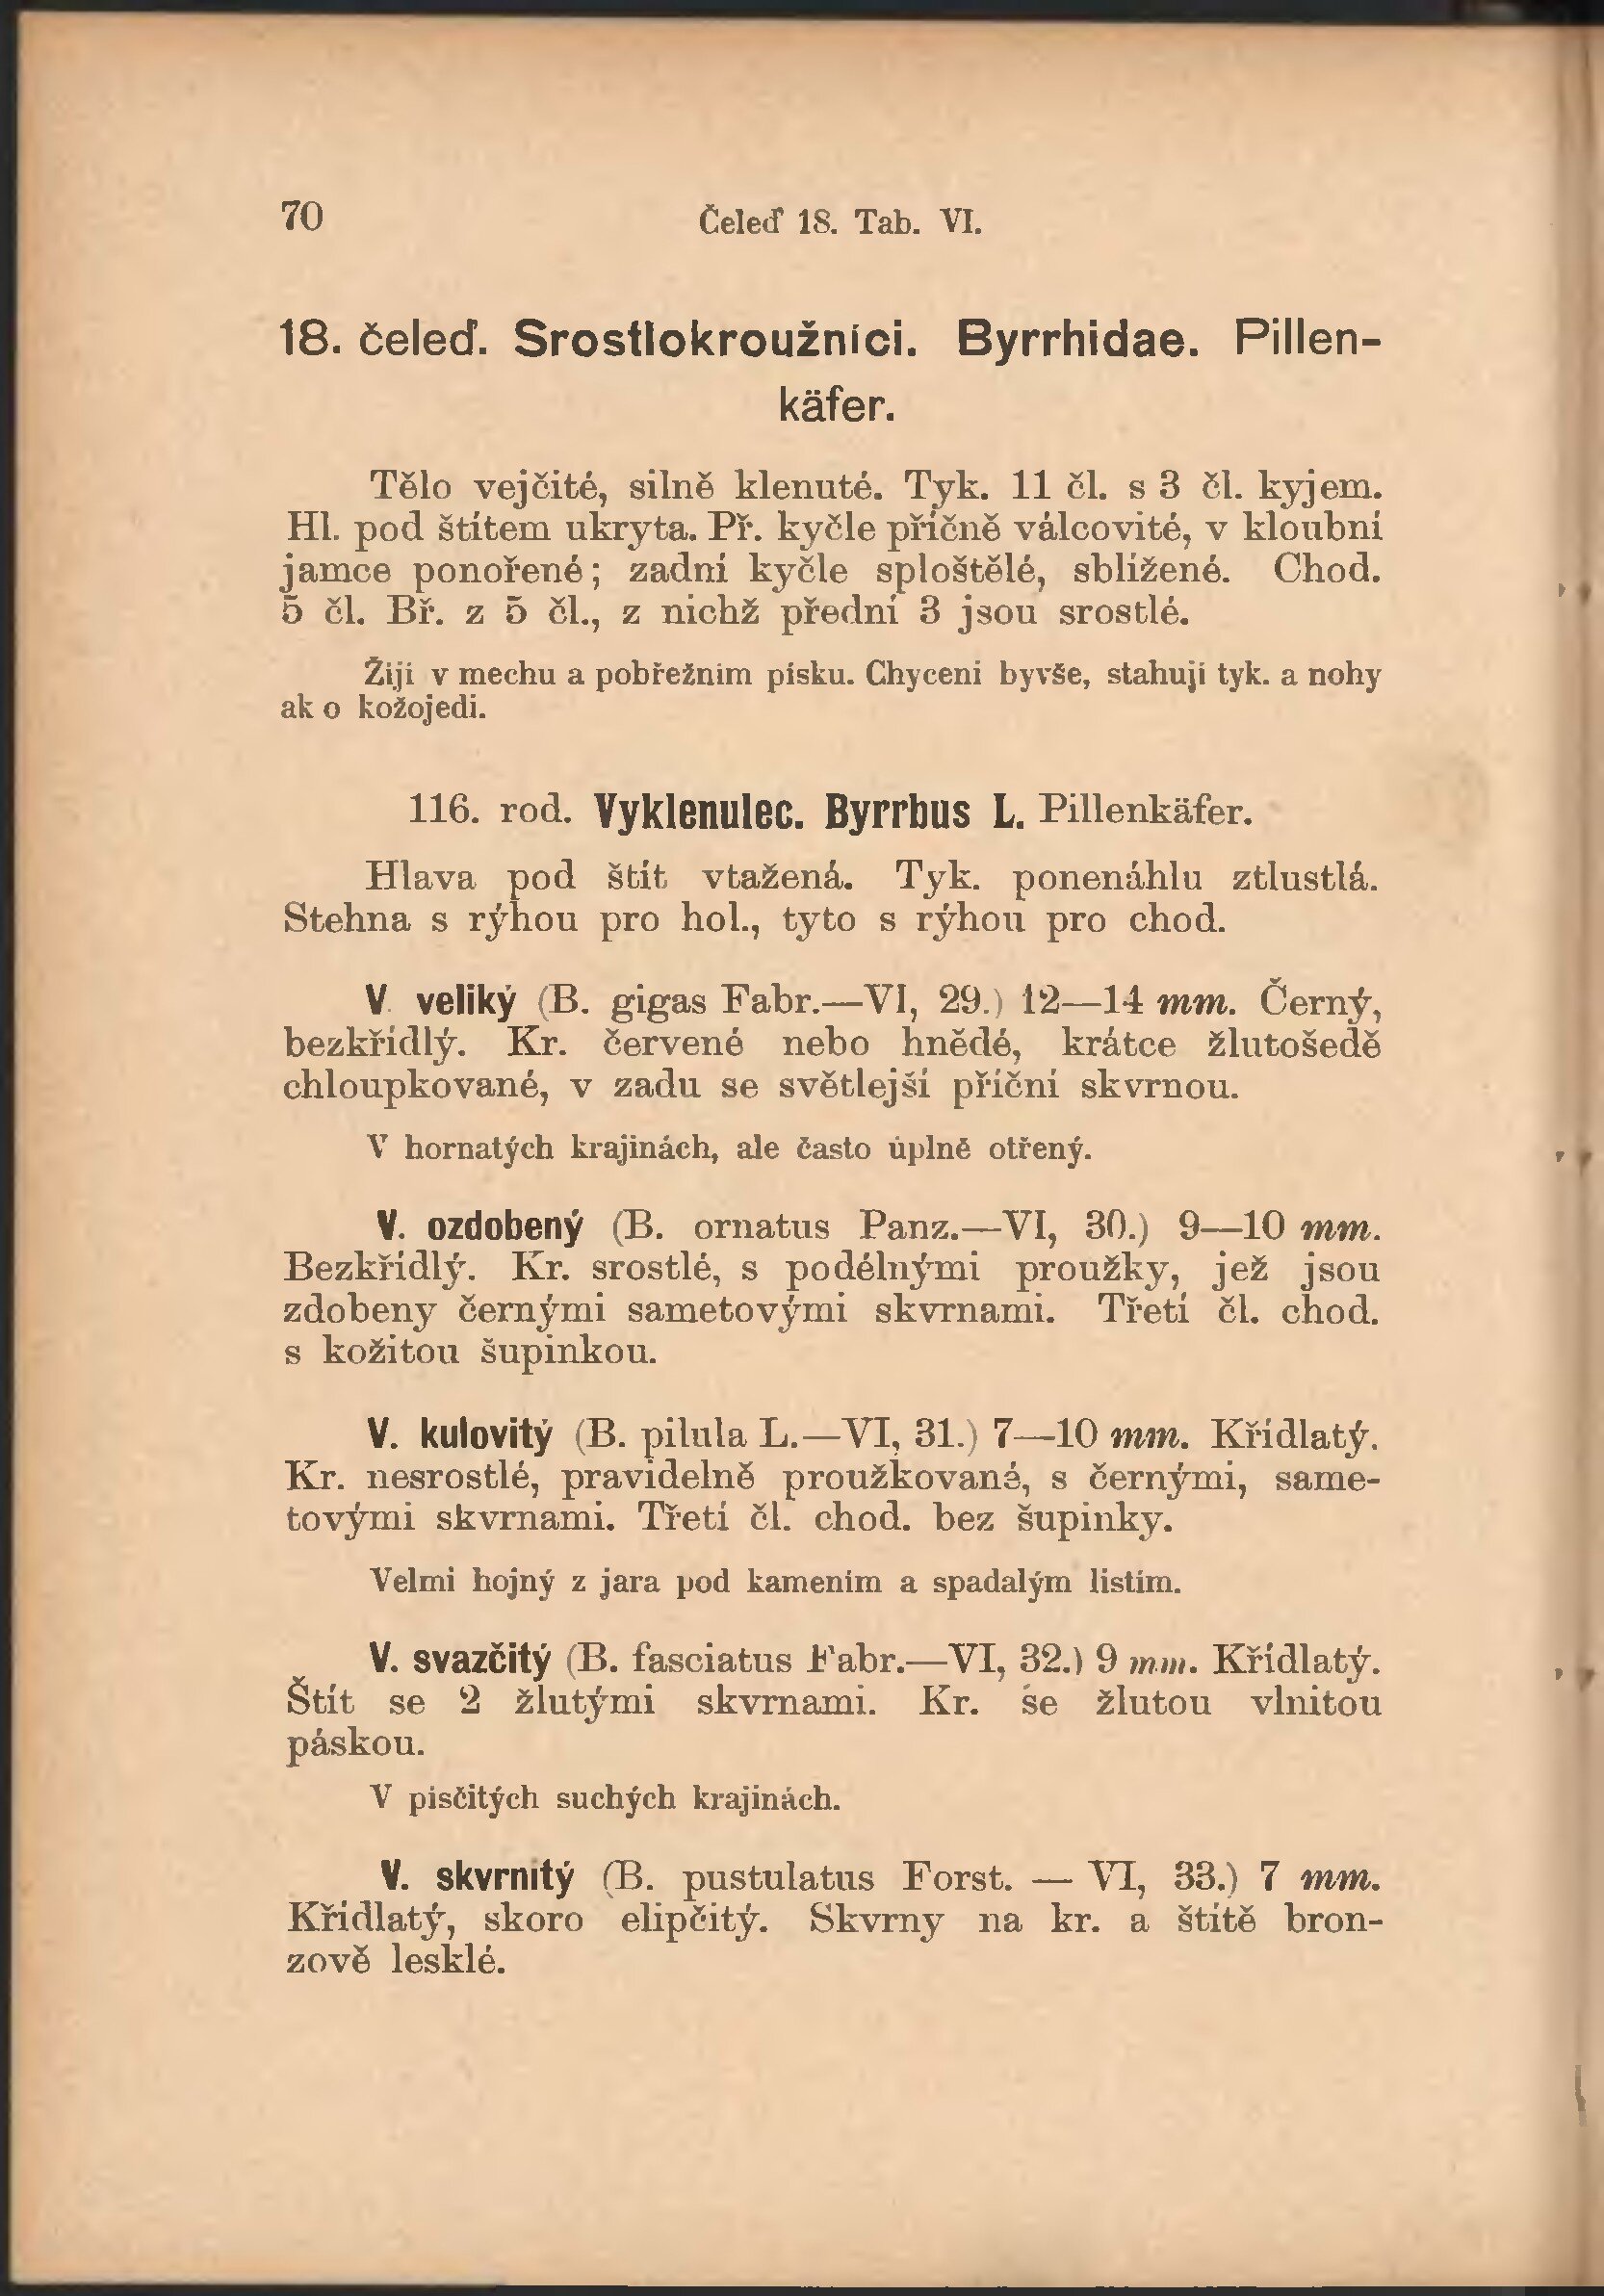 70
Čeleď 18. Tab. VI.
18. čeleď. Srostlokroužníci. Byrrhidae. Pillen-
käfer.
Tělo vejčité, silně klenuté. Tyk. 11 čl. s 3 čl. kyjem.
Hl. pod štítem ukryta. Př. kyčle příčně válcovité, v kloubní
jamce ponořené; zadní kyčle sploštělé, sblížené. Chod.
5 čl. Bř. z 5 čl., z nichž přední 3 jsou srostlé.
Žijí v mechu a pobřežním písku. Chyceni byvše, stahují tyk. a nohy
ak o kožojedi.
116. rod. Vyklenulec. Byrrhus L. Pillenkäfer.
Hlava pod štít vtažená. Tyk. ponenáhlu ztlustlá.
Stehna s rýhou pro hol., tyto s rýhou pro chod.
V. veliký (B. gigas Fabr.—VI, 29.) 12—14 mm. Černý,
bezkřídlý. Kr. červené nebo hnědé, krátce žlutošedě
chloupkované, v zadu se světlejší příční skvrnou.
V hornatých krajinách, ale často úplně otřený.
V. ozdobený (B. ornatus Panz.—VI, 30.) 9—10 mm.
Bezkřídlý. Kr. srostlé, s podélnými proužky, jež jsou
zdobeny černými sametovými skvrnami. Třetí čl. chod.
s kožitou šupinkou.
V. kulovitý (B. pilula L.—VI, 31.) 7—10 mm. Křídlatý.
Kr. nesrostlé, pravidelně proužkované, s černými, same-
tovými skvrnami. Třetí čl. chod. bez šupinky.
Velmi hojný z jara pod kamením a spadalým listím.
V. svazčitý (B. fasciatus Fabr.—VI, 32.) 9 mm. Křídlatý.
Štít se 2 žlutými skvrnami. Kr. se žlutou vlnitou
páskou.
V pisčitých suchých krajinách.
V. skvrnitý (B. pustulatus Forst. — VI, 33.) 7 mm.
Křidlatý, skoro elipčitý. Skvrny na kr. a štítě bron-
zově lesklé.